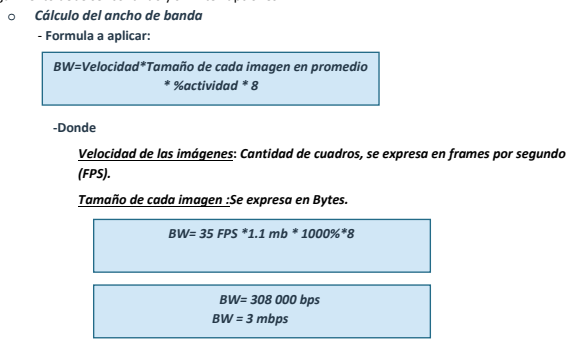 o Cálculo del ancho de banda
- Formula a aplicar:
BW=Velocidad*Tamaño de cada imagen en promedio
* %actividad * 8
-Donde
Velocidad de las imágenes: Cantidad de cuadros, se expresa en frames por segundo
(FPS).
Tamaño de cada imagen :Se expresa en Bytes.
BW= 35 FPS *1.1 mb * 1000%*8
BW= 308 000 bps
BW = 3 mbps